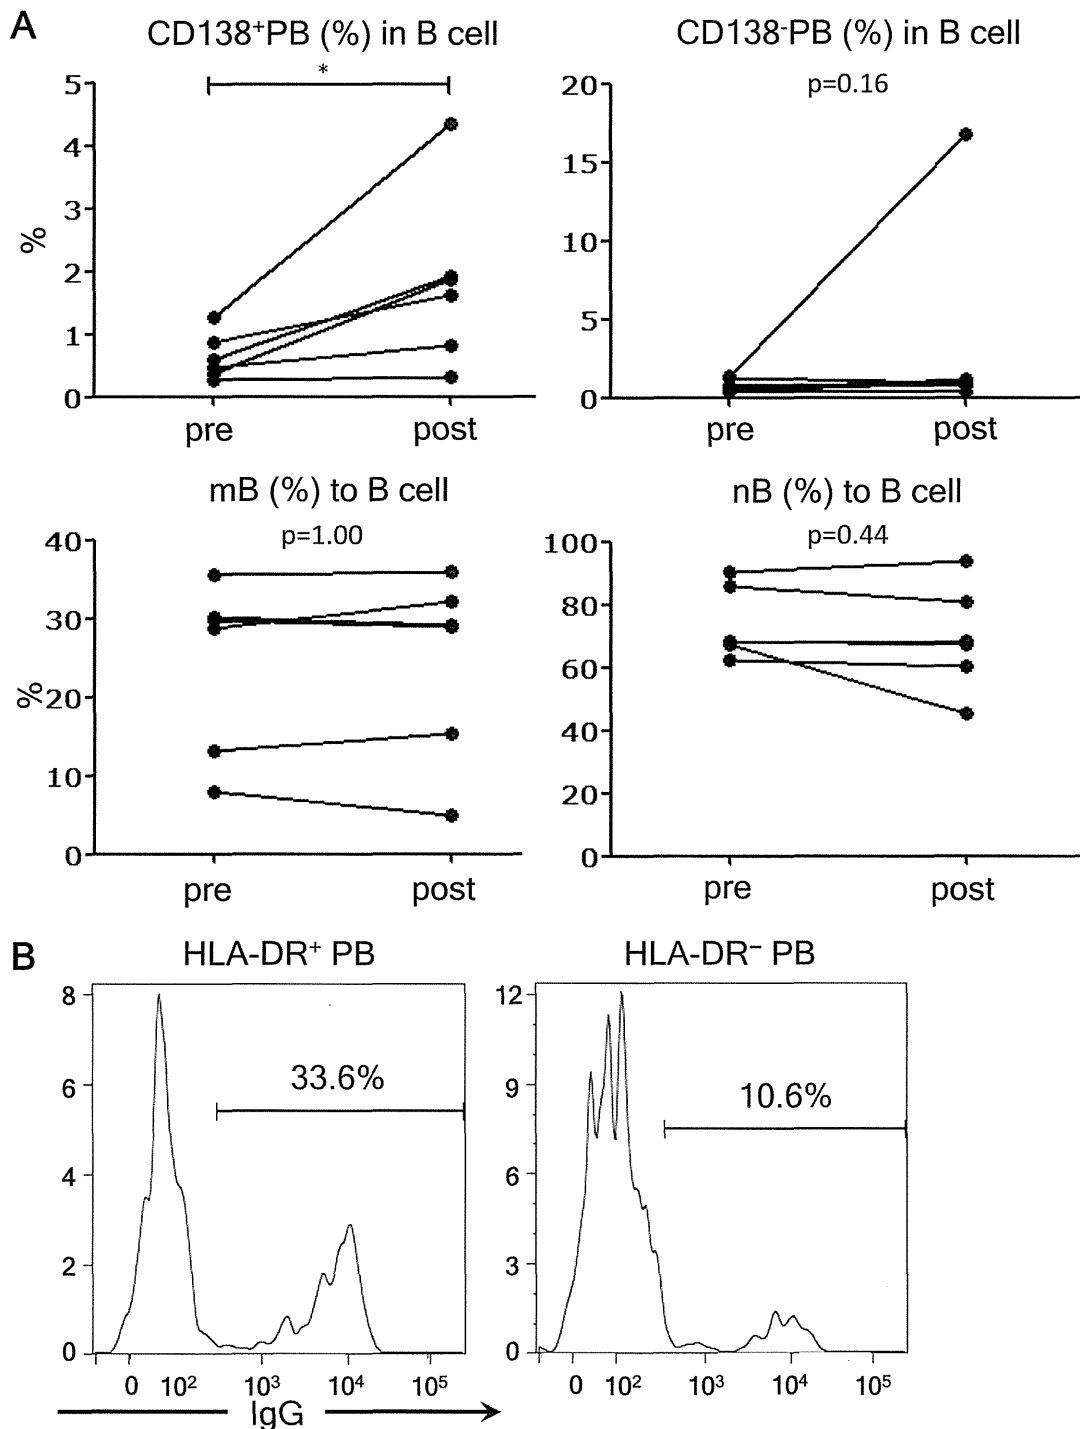 A
CD138⁺PB (%) in B cell
*
5
4
3
2
1
0
%
pre post
CD138⁻PB (%) in B cell
p=0.16
20
15
10
5
0
pre post
mB (%) to B cell
p=1.00
40
30
20
10
0
%
pre post
nB (%) to B cell
p=0.44
100
80
60
40
20
0
pre post
B
HLA-DR⁺ PB
33.6%
8
6
4
2
0
0 10² 10³ 10⁴ 10⁵
IgG
HLA-DR⁻ PB
10.6%
12
9
6
3
0
0 10² 10³ 10⁴ 10⁵